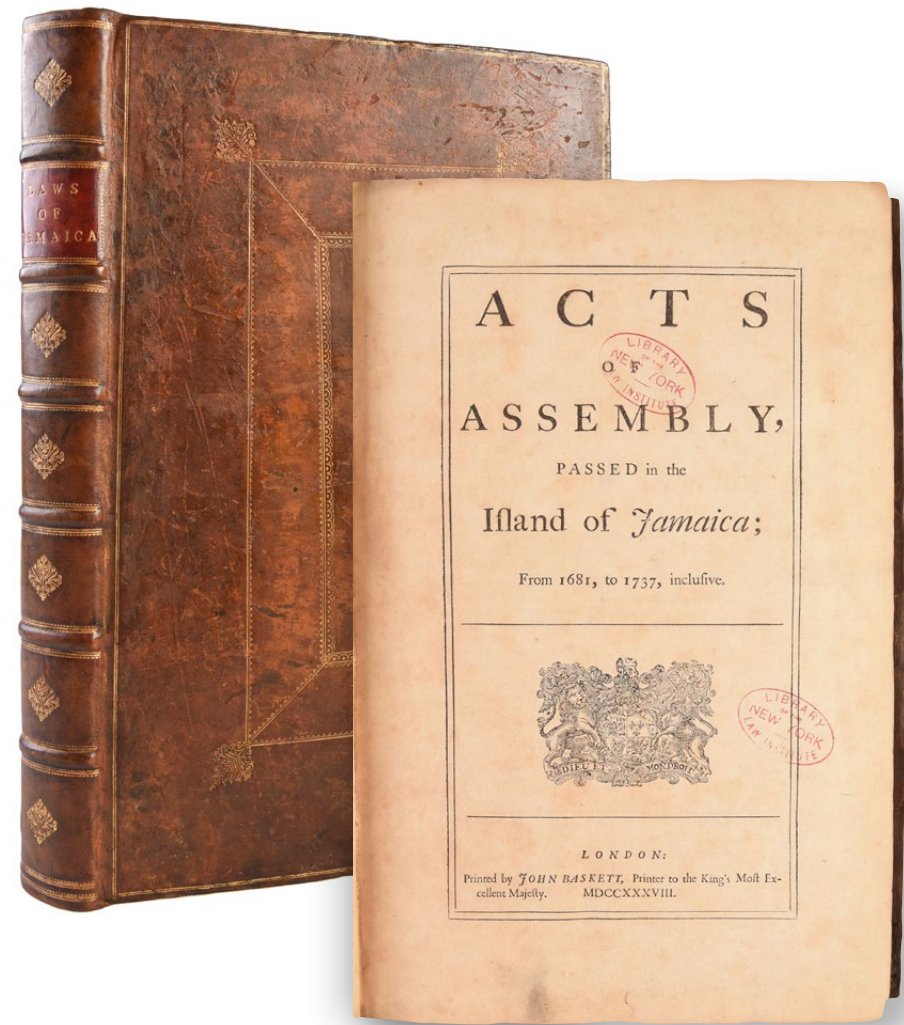 LAWS
OF
JAMAICA
ACTS
OF
ASSEMBLY,
PASSED in the
Iſland of Jamaica;
From 1681, to 1737, incluſive.
DIEU ET MON DROIT
LONDON:
Printed by JOHN BASKETT, Printer to the King's Moſt Ex-
cellent Majeſty. MDCCXXXVIII.
LIBRARY
OF THE
NEW YORK
LAW INSTITUTE
LIBRARY
OF THE
NEW YORK
LAW INSTITUTE